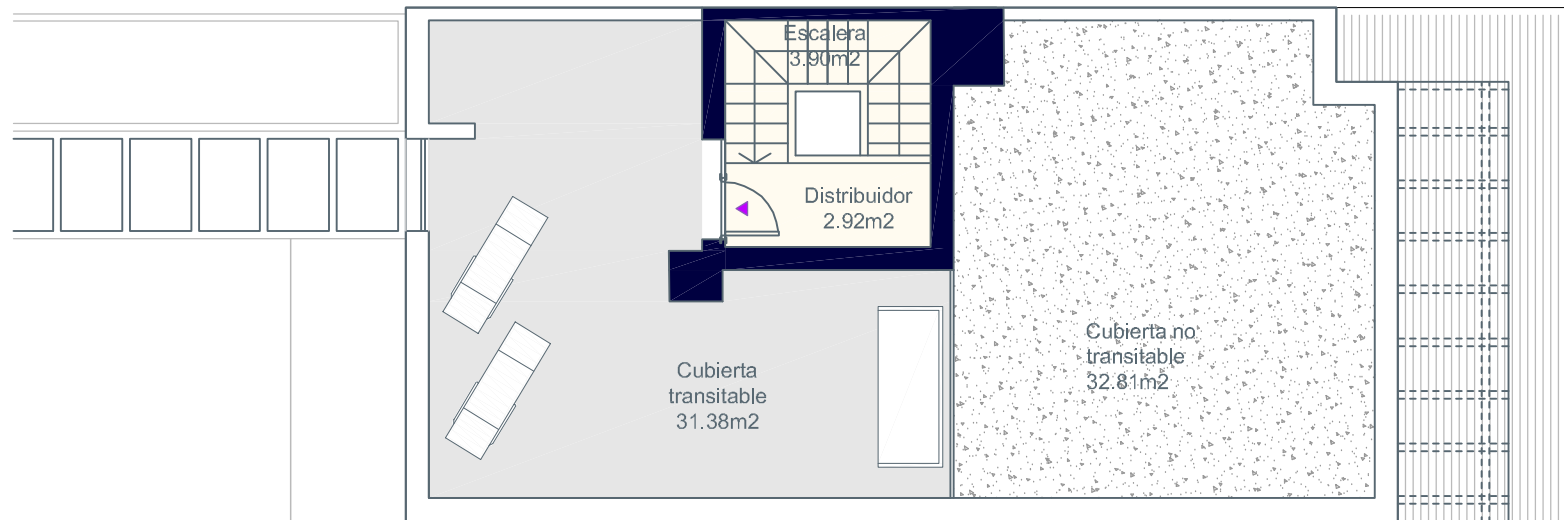 Escalera
3.90m2
Distribuidor
2.92m2
Cubierta
transitable
31.38m2
Cubierta no
transitable
32.81m2